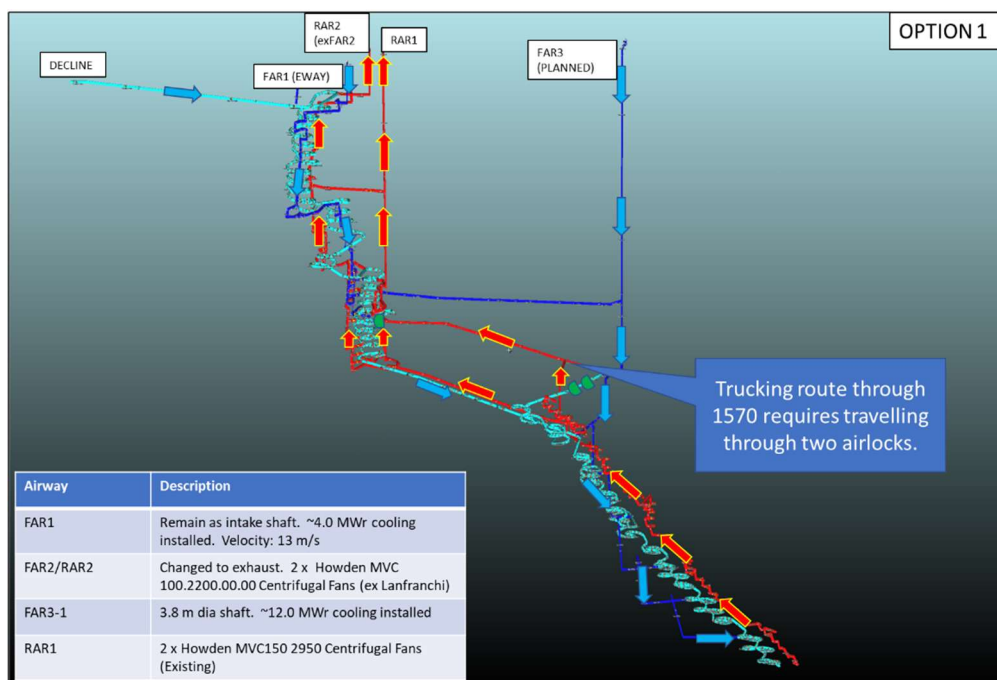 OPTION 1
RAR2
(exFAR2
RAR1
DECLINE
FAR1 (EWAY)
FAR3
(PLANNED)
Trucking route through
1570 requires travelling
through two airlocks.
Airway Description
FAR1 Remain as intake shaft. ~4.0 MWr cooling
installed. Velocity: 13 m/s
FAR2/RAR2 Changed to exhaust. 2 x Howden MVC
100.2200.00.00 Centrifugal Fans (ex Lanfranchi)
FAR3-1 3.8 m dia shaft. ~12.0 MWr cooling installed
RAR1 2 x Howden MVC150 2950 Centrifugal Fans
(Existing)